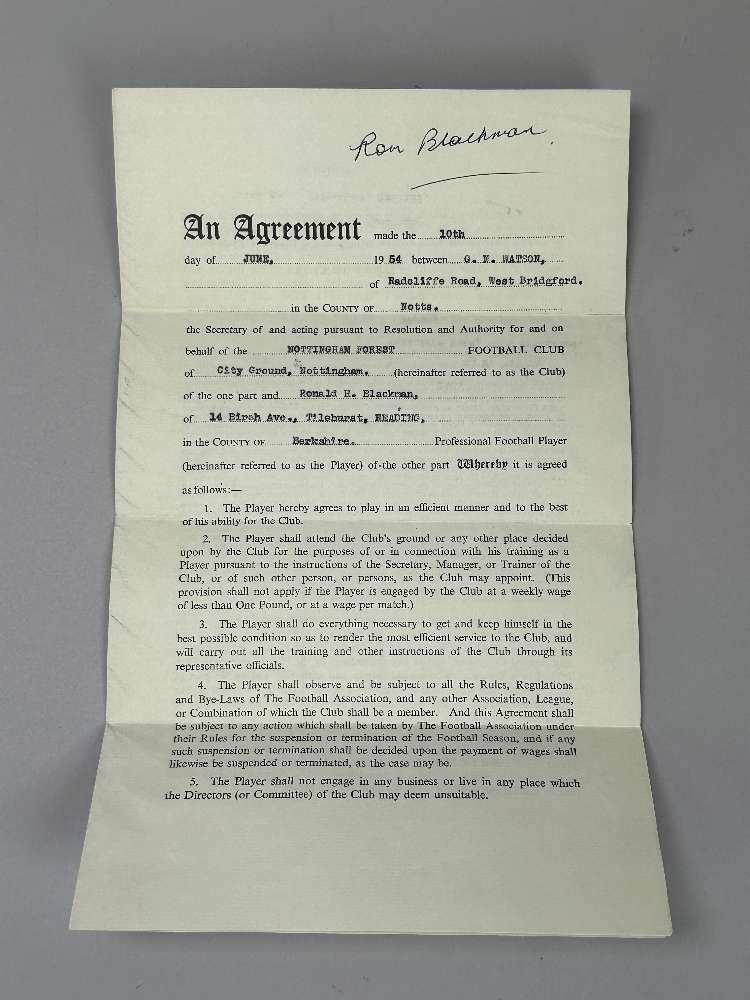 Ron Blackman
An Agreement made the 10th
day of JUNE, 19 54 between G. N. WATSON,
of Radcliffe Road, West Bridgford.
in the COUNTY OF Notts.
the Secretary of and acting pursuant to Resolution and Authority for and on
behalf of the NOTTINGHAM FOREST FOOTBALL CLUB
of City Ground, Nottingham. (hereinafter referred to as the Club)
of the one part and Ronald H. Blackman,
of 14 Birch Ave., Tilehurst, READING,
in the COUNTY OF Berkshire. Professional Football Player
(hereinafter referred to as the Player) of the other part Whereby it is agreed
as follows:—
1. The Player hereby agrees to play in an efficient manner and to the best
of his ability for the Club.
2. The Player shall attend the Club's ground or any other place decided
upon by the Club for the purposes of or in connection with his training as a
Player pursuant to the instructions of the Secretary, Manager, or Trainer of the
Club, or of such other person, or persons, as the Club may appoint. (This
provision shall not apply if the Player is engaged by the Club at a weekly wage
of less than One Pound, or at a wage per match.)
3. The Player shall do everything necessary to get and keep himself in the
best possible condition so as to render the most efficient service to the Club, and
will carry out all the training and other instructions of the Club through its
representative officials.
4. The Player shall observe and be subject to all the Rules, Regulations
and Bye-Laws of The Football Association, and any other Association, League,
or Combination of which the Club shall be a member. And this Agreement shall
be subject to any action which shall be taken by The Football Association under
their Rules for the suspension or termination of the Football Season, and if any
such suspension or termination shall be decided upon the payment of wages shall
likewise be suspended or terminated, as the case may be.
5. The Player shall not engage in any business or live in any place which
the Directors (or Committee) of the Club may deem unsuitable.